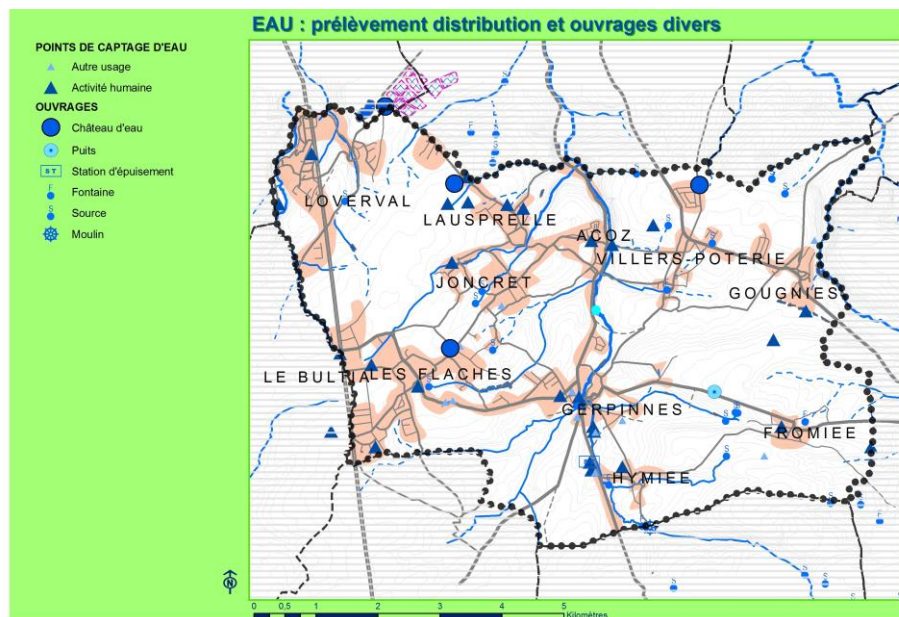 EAU : prélèvement distribution et ouvrages divers
POINTS DE CAPTAGE D'EAU
Autre usage
Activité humaine
OUVRAGES
Château d'eau
Puits
ST Station d'épuisement
F Fontaine
S Source
Moulin
LOVERVAL
LAUSPRELLE
ACOZ
VILLERS-POTERIE
JONCRET
GOUGNIES
LE BULTIA
LES FLACHES
GERPINNES
FROMIEE
HYMIEE
N
0 0,5 1 2 3 4 5
Kilomètres